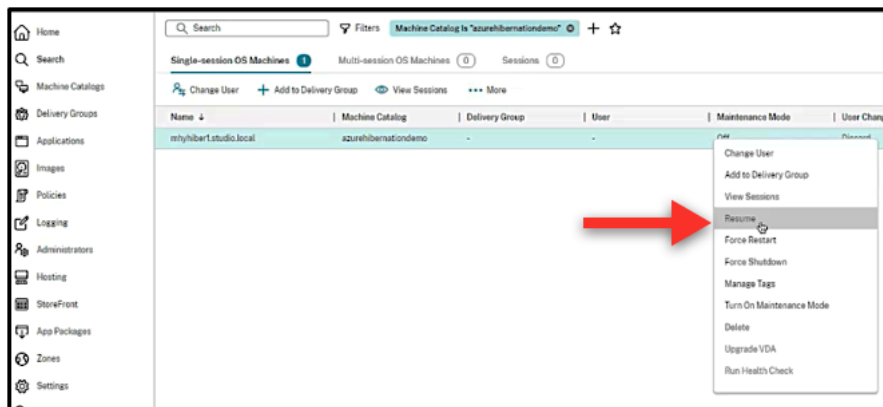 Home
Search
Machine Catalogs
Delivery Groups
Applications
Images
Policies
Logging
Administrators
Hosting
StoreFront
App Packages
Zones
Settings
Search Filters Machine Catalog Is "azurehibernationdemo"
Single-session OS Machines 1 Multi-session OS Machines 0 Sessions 0
Change User Add to Delivery Group View Sessions More
Name Machine Catalog Delivery Group User Maintenance Mode User Chang
azurehibernationdemo - - Off Discard
Change User
Add to Delivery Group
View Sessions
Resume
Force Restart
Force Shutdown
Manage Tags
Turn On Maintenance Mode
Delete
Upgrade VDA
Run Health Check